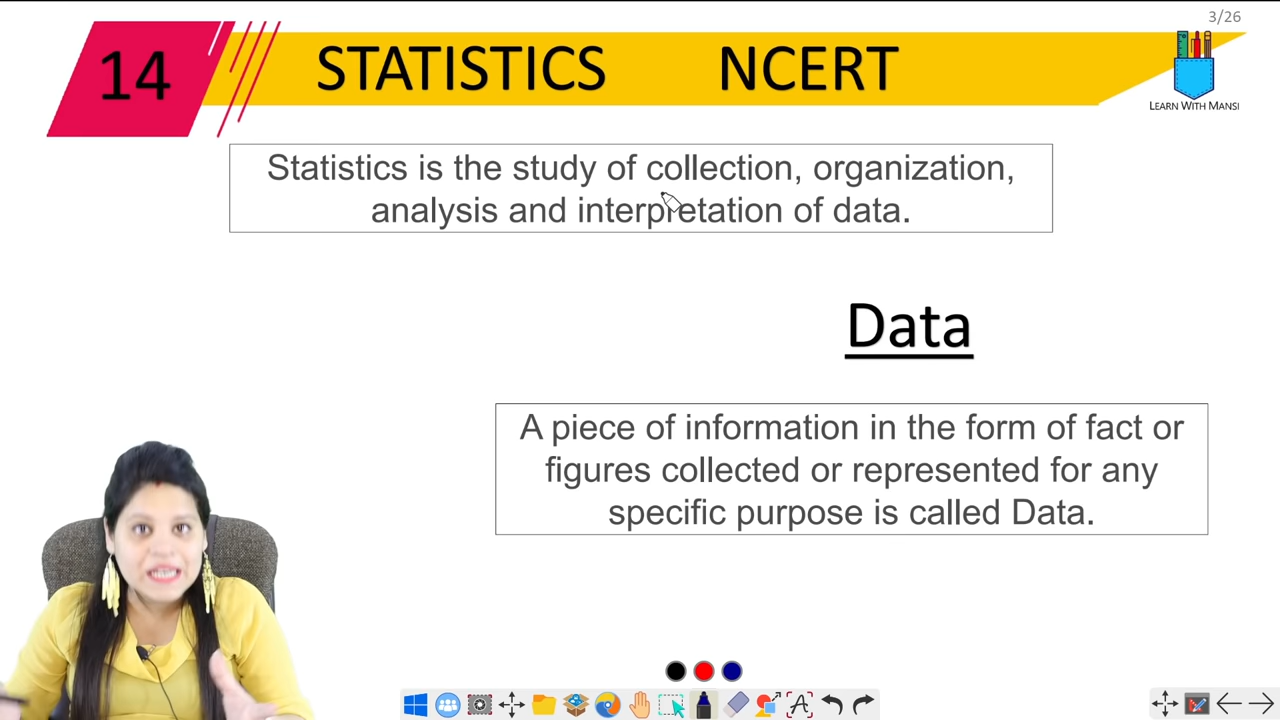 3/26
14
STATISTICS NCERT
LEARN WITH MANSI
Statistics is the study of collection, organization,
analysis and interpretation of data.
Data
A piece of information in the form of fact or
figures collected or represented for any
specific purpose is called Data.